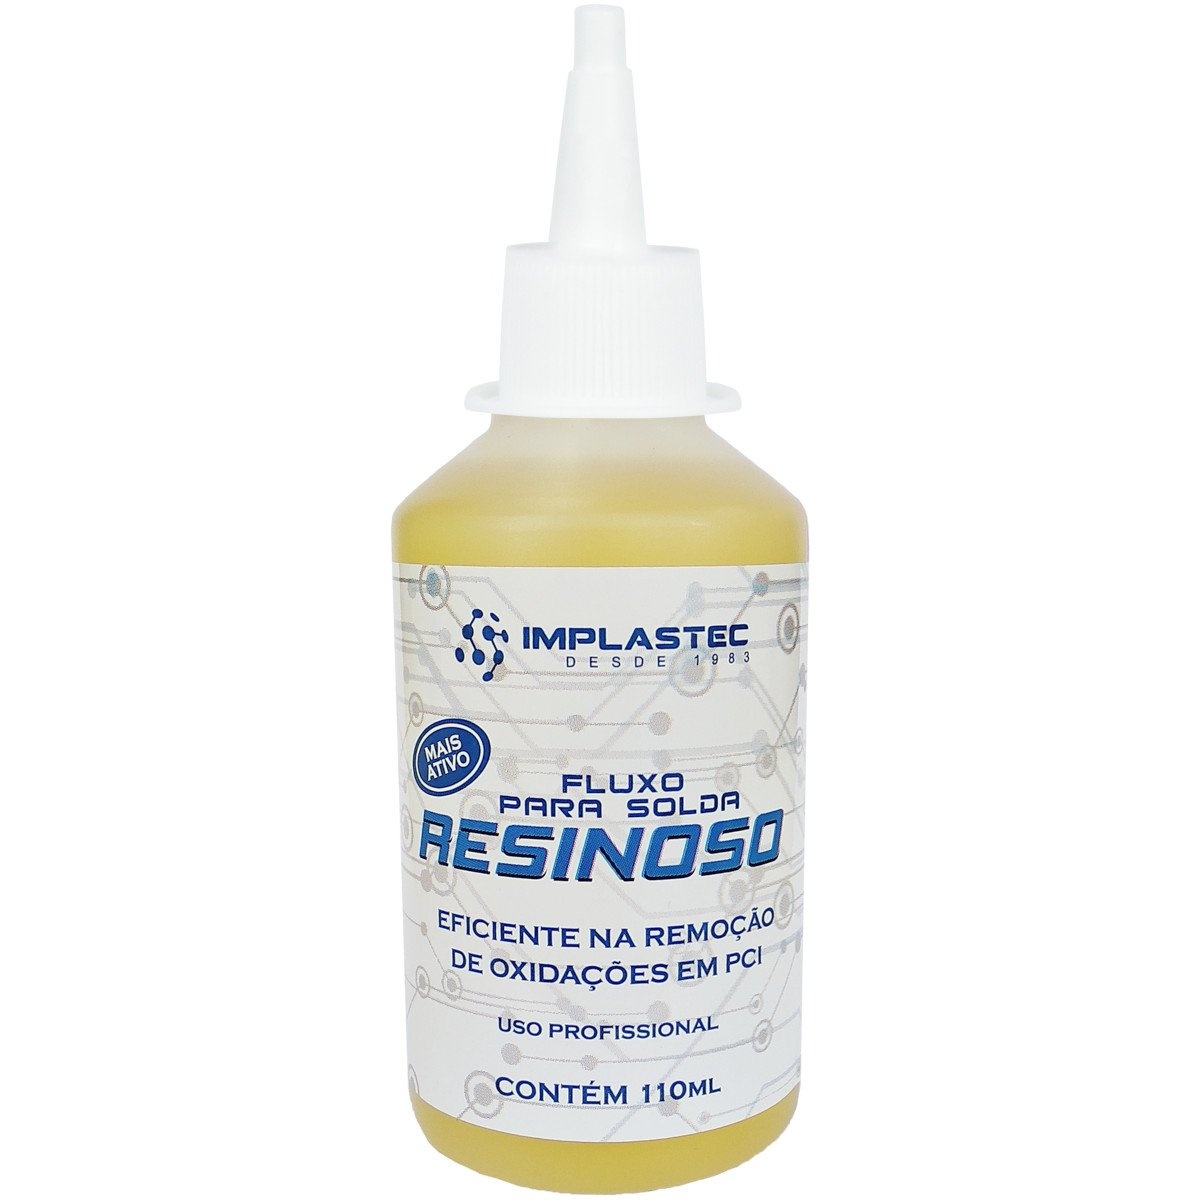 IMPLASTEC
DESDE 1983
MAIS
ATIVO
FLUXO
PARA SOLDA
RESINOSO
EFICIENTE NA REMOÇÃO
DE OXIDAÇÕES EM PCI
USO PROFISSIONAL
CONTÉM 110ML